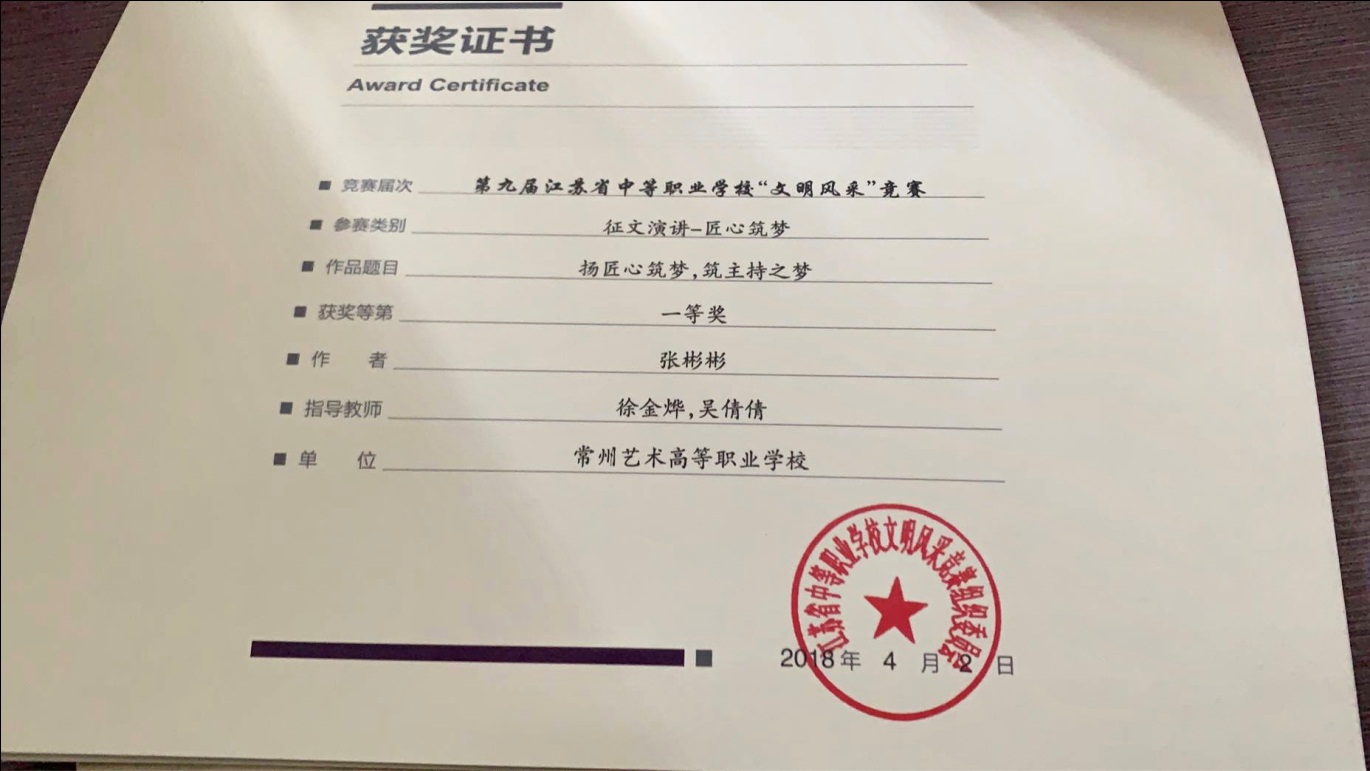 获奖证书
Award Certificate
竞赛届次 第九届江苏省中等职业学校“文明风采”竞赛
参赛类别 征文演讲-匠心筑梦
作品题目 扬匠心筑梦,筑主持之梦
获奖等第 一等奖
作 者 张彬彬
指导教师 徐金烨,吴倩倩
单 位 常州艺术高等职业学校
江苏省中等职业学校文明风采竞赛组织委员会
2018年 4 月 2 日